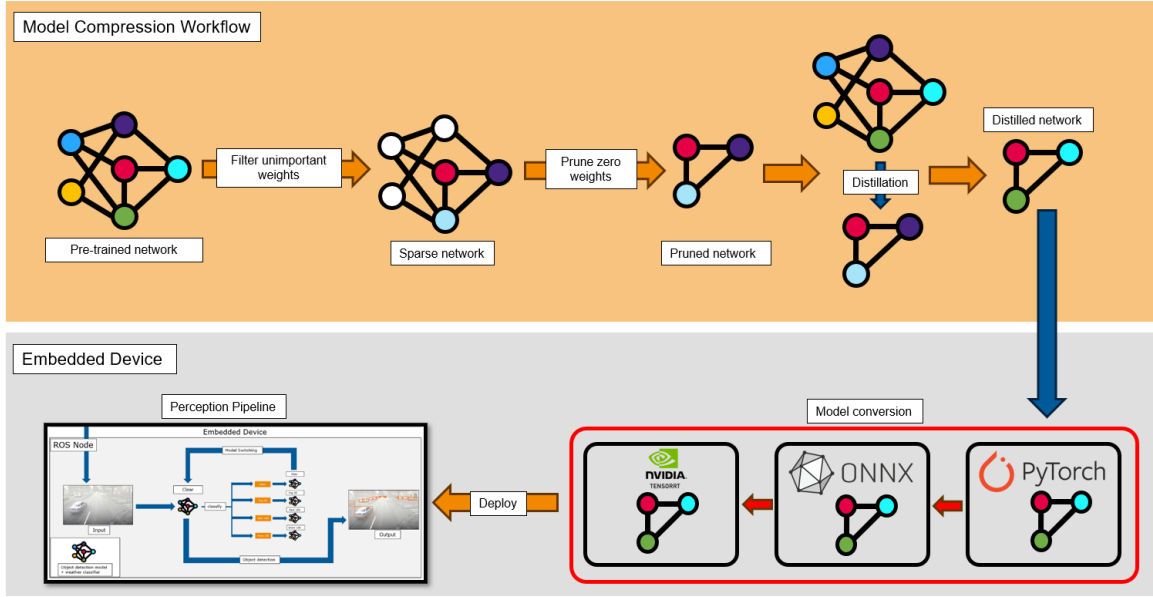 Model Compression Workflow
Filter unimportant
weights
Prune zero
weights
Distillation
Distilled network
Pre-trained network
Sparse network
Pruned network
Embedded Device
Perception Pipeline
Model conversion
Embedded Device
ROS Node
Model Switching
Clear
Classify
Input
Output
Object detection
Object detection model
+ weather classifier
Deploy
NVIDIA.
TENSORRT
ONNX
PyTorch